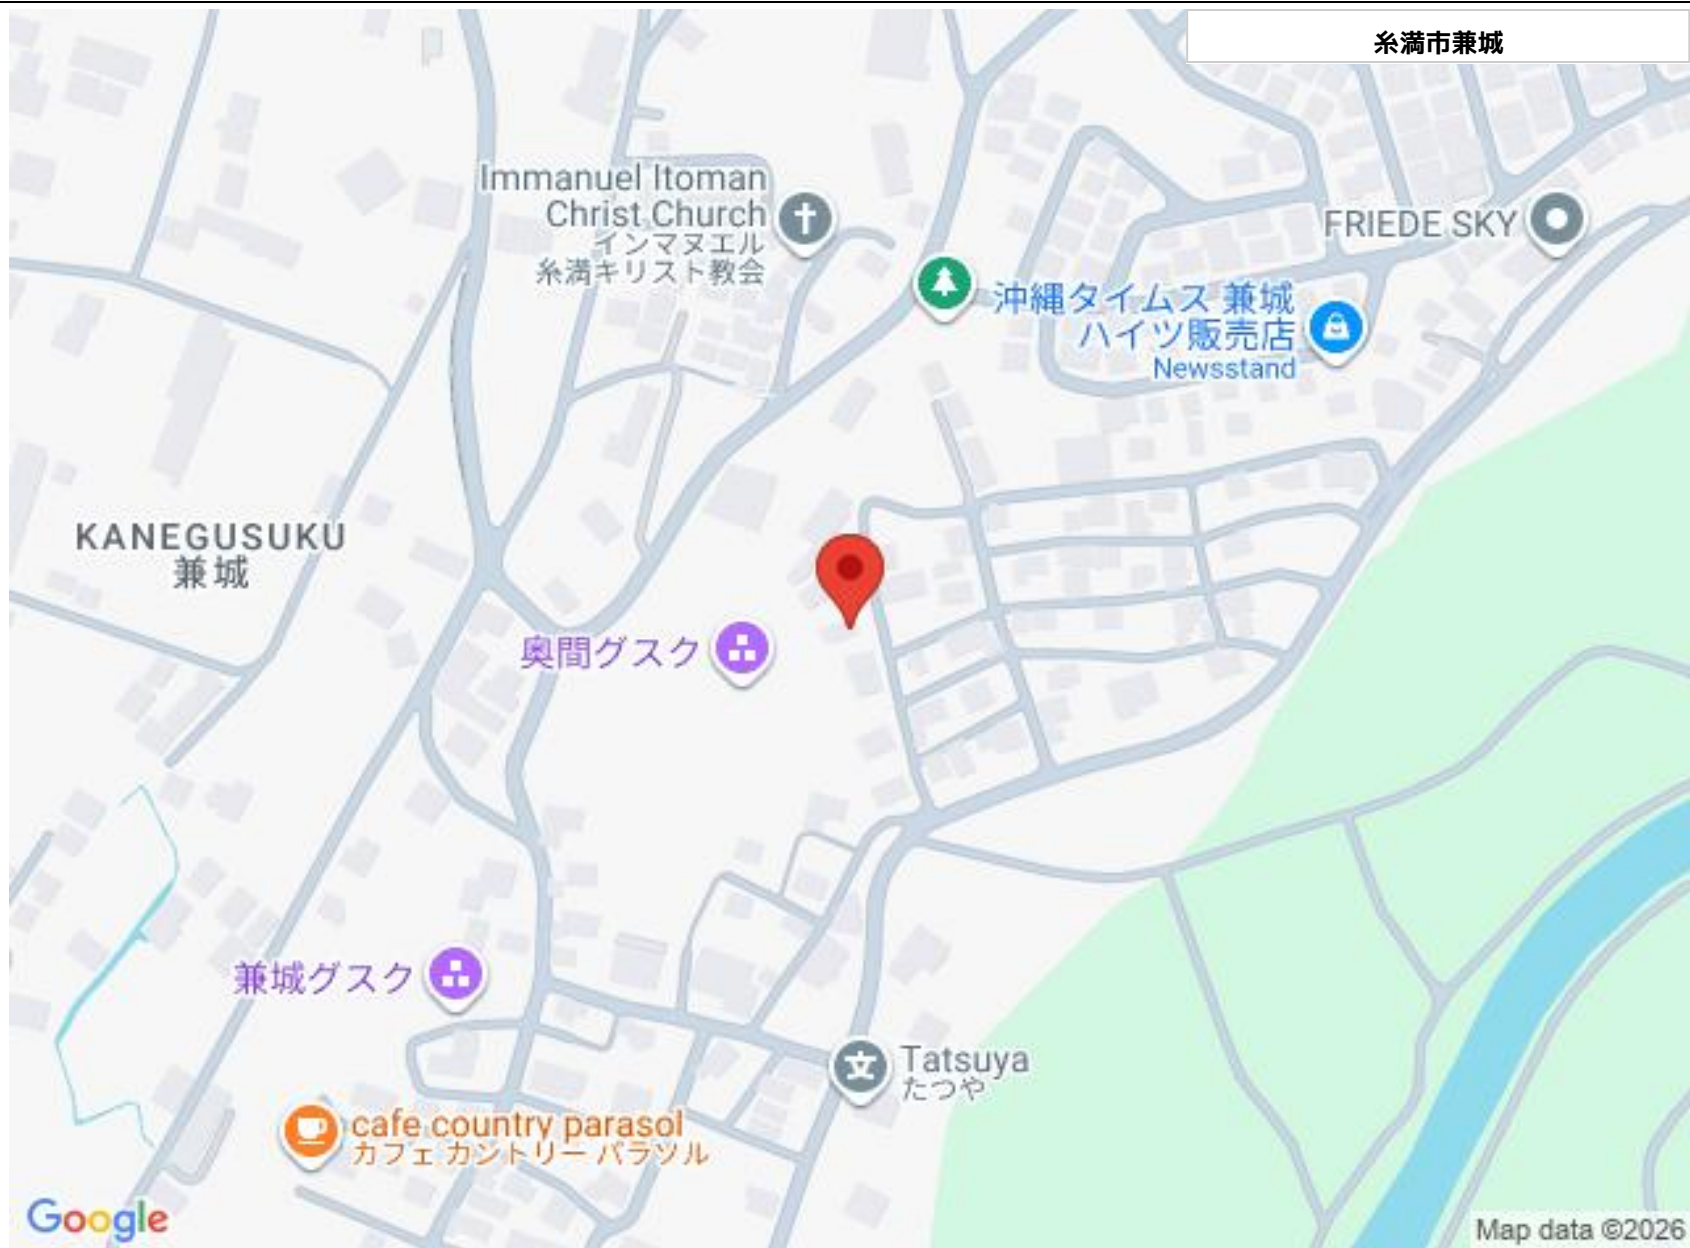 糸満市兼城
Immanuel Itoman
Christ Church
インマヌエル
糸満キリスト教会
FRIEDE SKY
沖縄タイムス 兼城
ハイツ販売店
Newsstand
KANEGUSUKU
兼城
奥間グスク
兼城グスク
Tatsuya
たつや
cafe country parasol
カフェ カントリー パラソル
Google
Map data ©2026